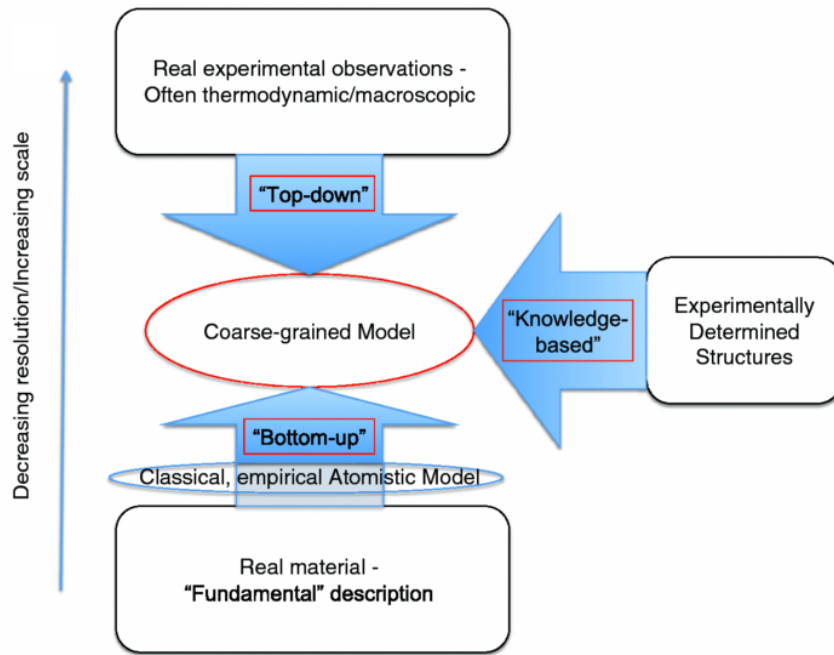 Real experimental observations -
Often thermodynamic/macroscopic
“Top-down”
Decreasing resolution/Increasing scale
Coarse-grained Model
“Knowledge-
based”
Experimentally
Determined
Structures
“Bottom-up”
Classical, empirical Atomistic Model
Real material -
“Fundamental” description